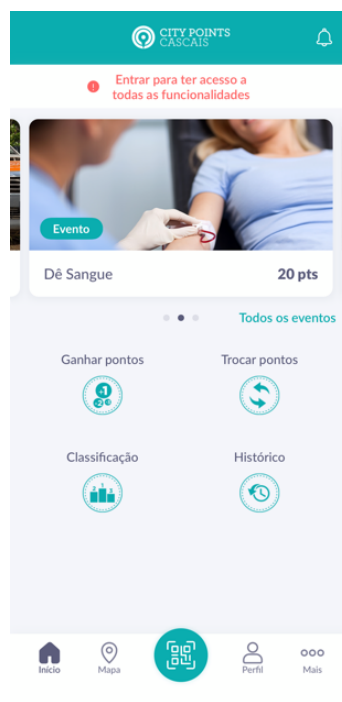 CITY POINTS
CASCAIS
Entrar para ter acesso a
todas as funcionalidades
Evento
Dê Sangue
20 pts
Todos os eventos
Ganhar pontos
Trocar pontos
Classificação
Histórico
Início
Mapa
Perfil
Mais